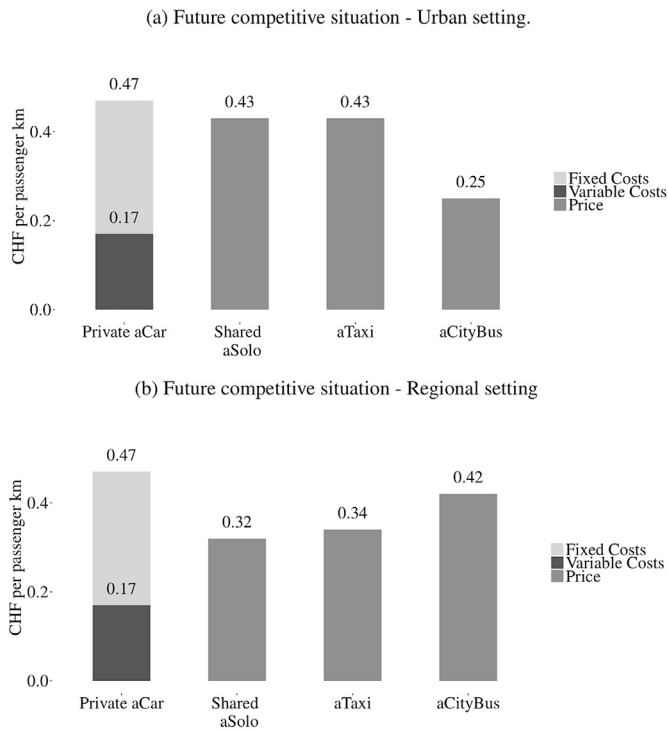 (a) Future competitive situation - Urban setting.
CHF per passenger km
0.4
0.2
0.0
0.47
0.17
0.43
0.43
0.25
Fixed Costs
Variable Costs
Price
Private aCar
Shared
aSolo
aTaxi
aCityBus
(b) Future competitive situation - Regional setting
CHF per passenger km
0.4
0.2
0.0
0.47
0.17
0.32
0.34
0.42
Fixed Costs
Variable Costs
Price
Private aCar
Shared
aSolo
aTaxi
aCityBus